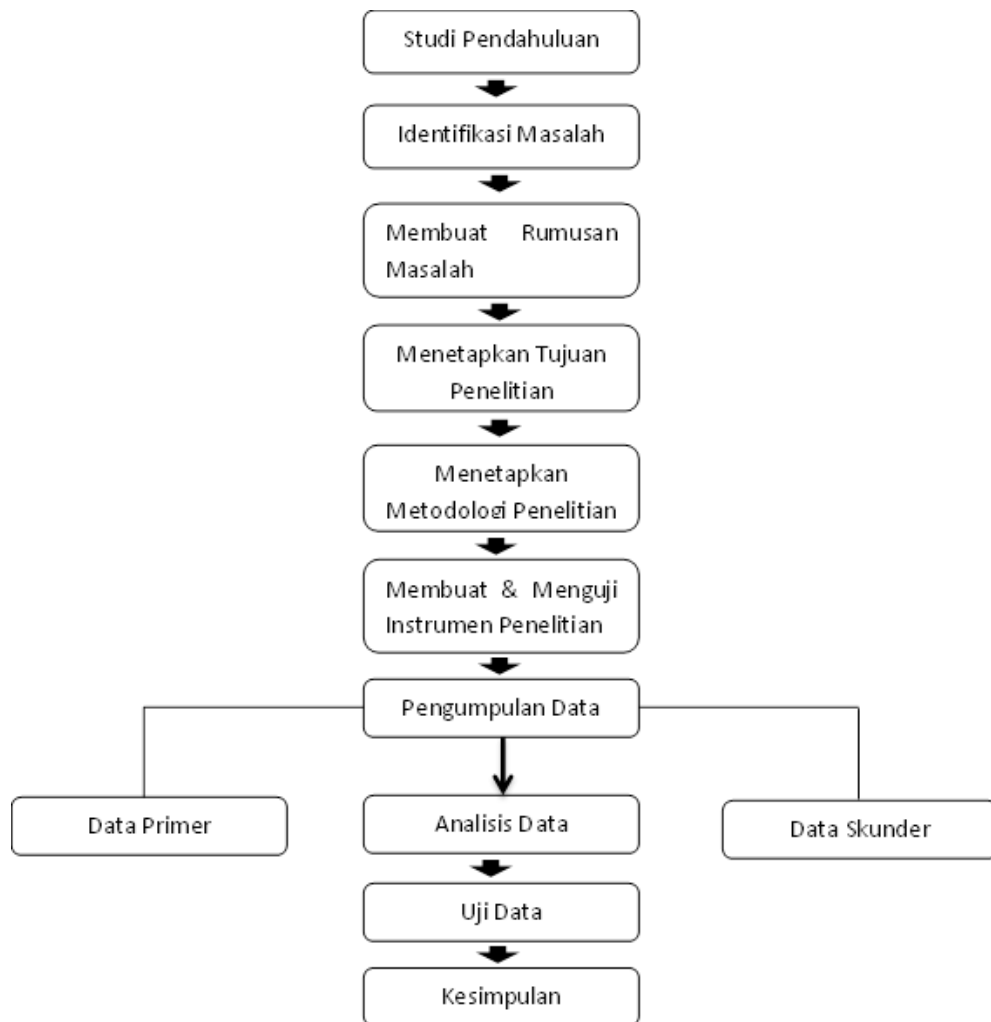 Studi Pendahuluan
Identifikasi Masalah
Membuat Rumusan
Masalah
Menetapkan Tujuan
Penelitian
Menetapkan
Metodologi Penelitian
Membuat & Menguji
Instrumen Penelitian
Pengumpulan Data
Data Primer
Analisis Data
Data Skunder
Uji Data
Kesimpulan